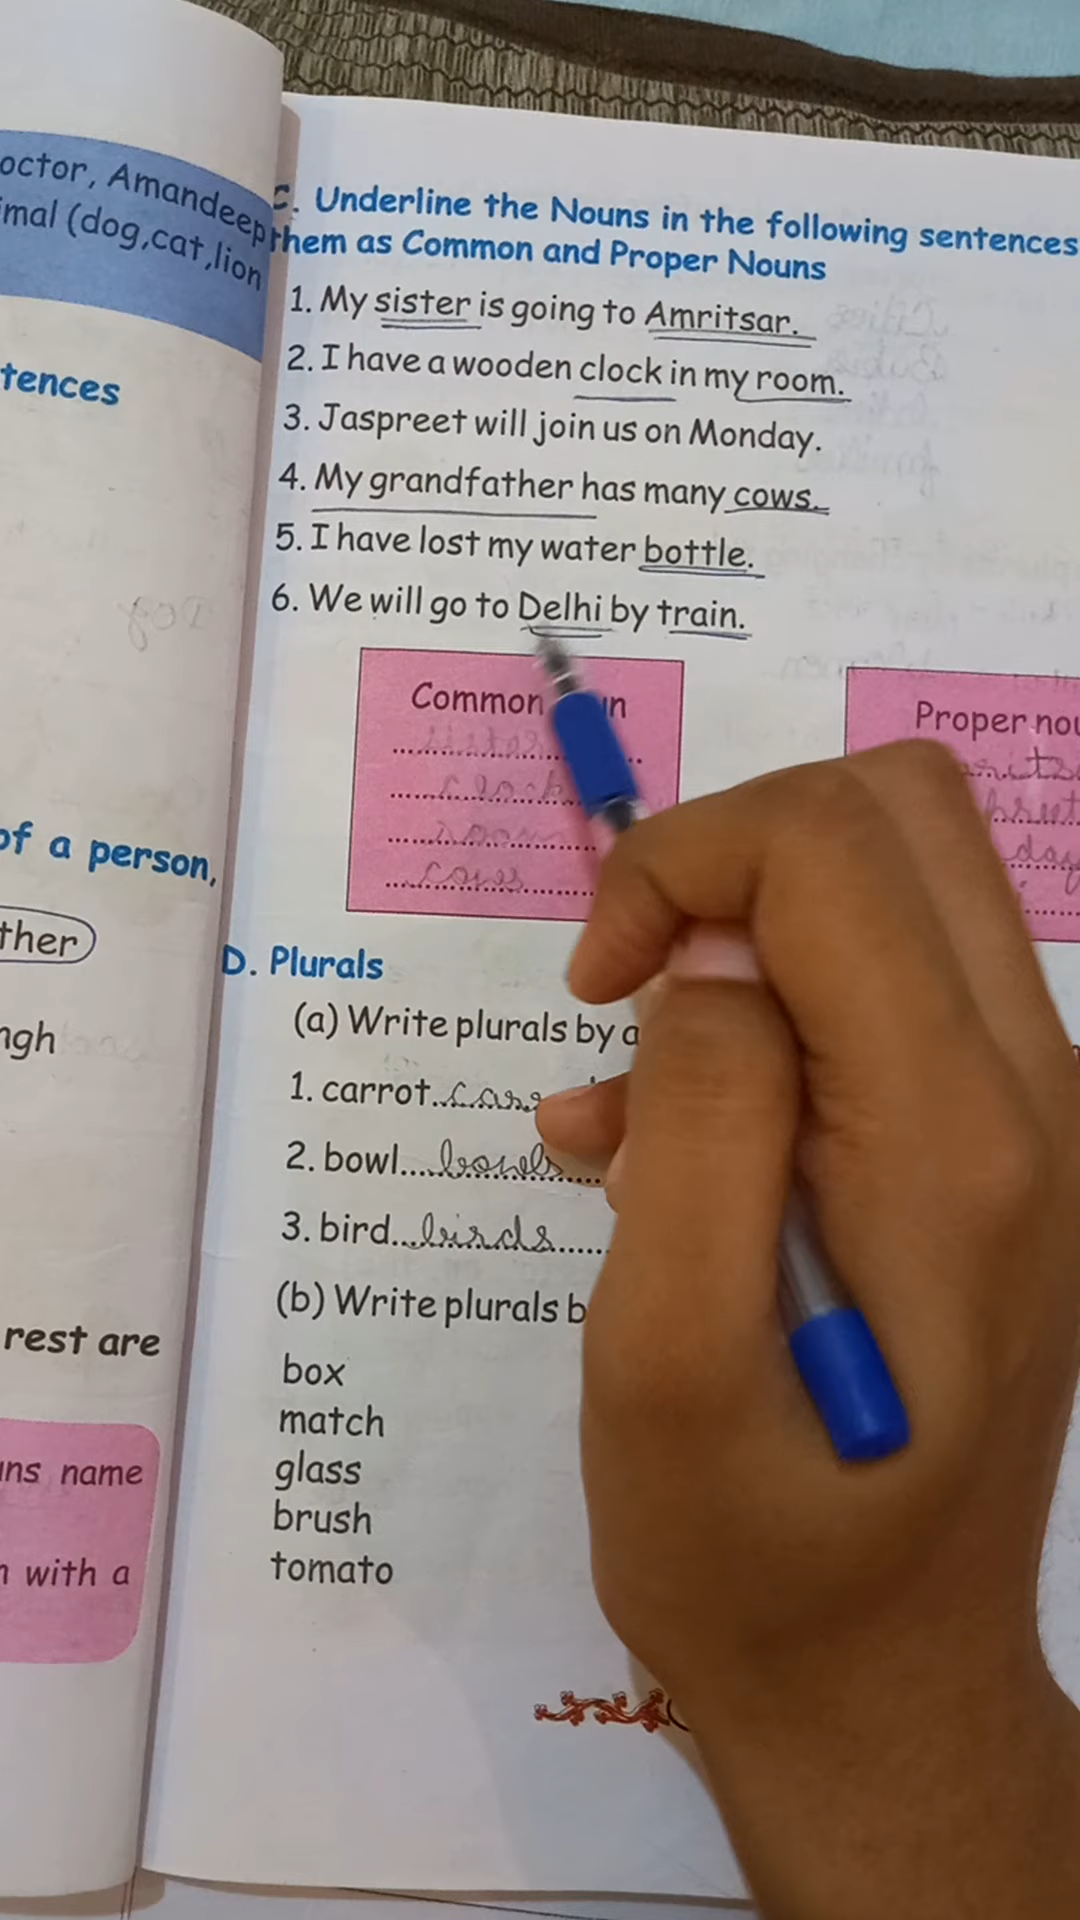 octor, Amandeep
imal (dog,cat,lion
tences
of a person,
ther
ngh
rest are
ns name
with a
C. Underline the Nouns in the following sentences
them as Common and Proper Nouns
1. My sister is going to Amritsar.
2. I have a wooden clock in my room.
3. Jaspreet will join us on Monday.
4. My grandfather has many cows.
5. I have lost my water bottle.
6. We will go to Delhi by train.
Common
sister
clock
room
cows
Proper nou
day
D. Plurals
(a) Write plurals by a
1. carrot
2. bowl....bowls
3. bird...birds
(b) Write plurals b
box
match
glass
brush
tomato